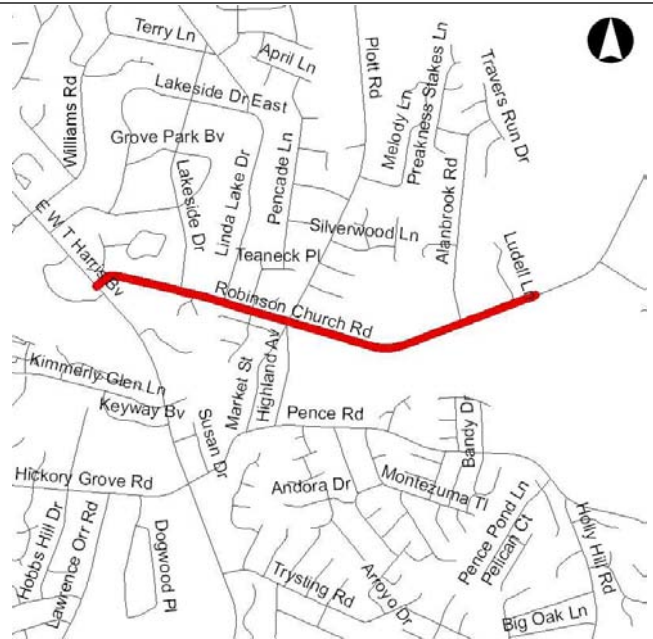 Terry Ln
April Ln
Plott Rd
Preakness Stakes Ln
Travers Run Dr
Williams Rd
Lakeside Dr East
Melody Ln
Grove Park Bv
Lakeside Dr
Linda Lake Dr
Pencade Ln
Silverwood Ln
Alanbrook Rd
E W T Harris Bv
Teaneck Pl
Ludell Ln
Robinson Church Rd
Kimmerly Glen Ln
Market St
Highland Av
Keyway Bv
Susan Dr
Pence Rd
Bandy Dr
Hickory Grove Rd
Andora Dr
Montezuma Tl
Pence Pond Ln
Pelican Ct
Holly Hill Rd
Hobbs Hill Dr
Lawrence Orr Rd
Dogwood Pl
Trysting Rd
Arroyo Dr
Big Oak Ln